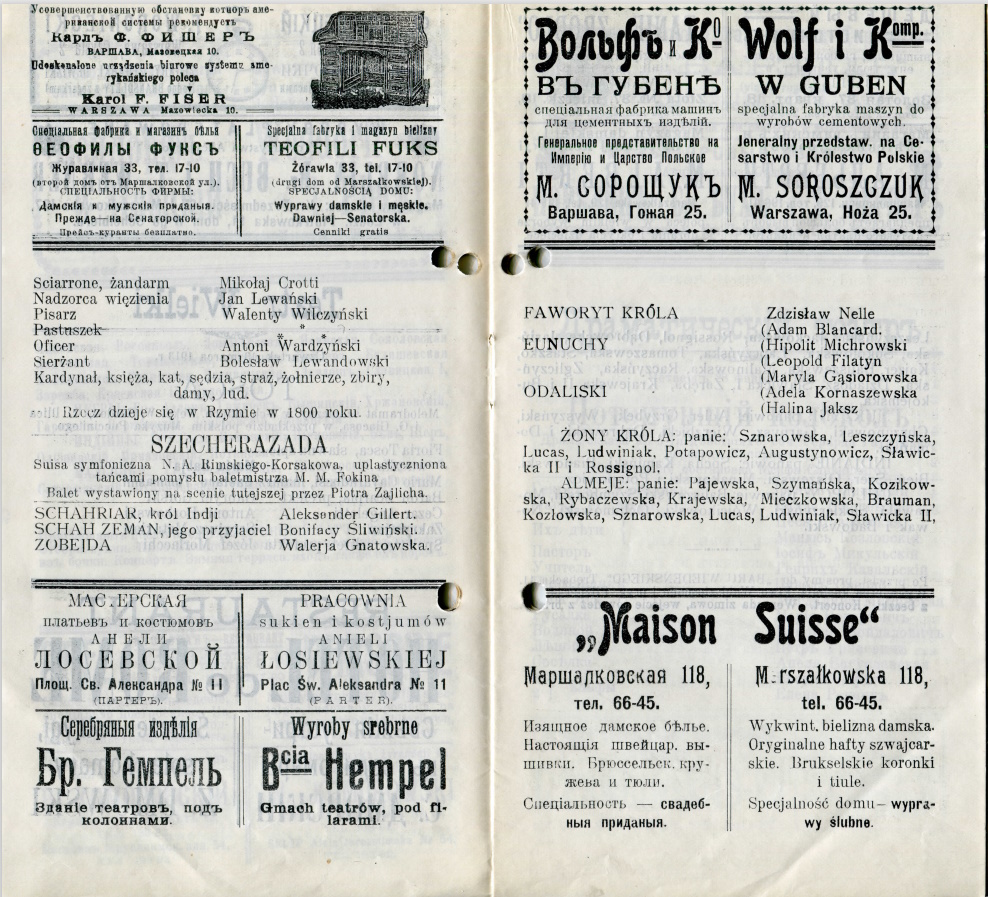 Усовершенствованную обстановку контор аме-
риканской системы рекомендуетъ
Карлъ Ф. ФИШЕРЪ
ВАРШАВА, Мазовецкая 10.
Udoskonalone urządzenia biurowe systemu ame-
rykańskiego poleca
Karol F. FISER
WARSZAWA Mazowiecka 10.
Спеціальная фабрика и магазинъ бѣлья
ѲЕОФИЛЫ ФУКСЪ
Журавлиная 33, тел. 17-10
(второй домъ отъ Маршалковской ул.).
СПЕЦІАЛЬНОСТЬ ФИРМЫ:
Дамскія и мужскія приданыя.
Прежде—на Сенаторской.
Прейсъ-куранты безплатно.
Specjalna fabryka i magazyn bielizny
TEOFILI FUKS
Żórawia 33, tel. 17-10
(drugi dom od Marszałkowskiej).
SPECJALNOŚCIĄ DOMU:
Wyprawy damskie i męskie.
Dawniej—Senatorska.
Cenniki gratis
Sciarrone, żandarm Mikołaj Crotti
Nadzorca więzienia Jan Lewański
Pisarz Walenty Wilczyński
Pastuszek * * *
Oficer Antoni Wardzyński
Sierżant Bolesław Lewandowski
Kardynał, księża, kat, sędzia, straż, żołnierze, zbiry,
damy, lud.
Rzecz dzieje się w Rzymie w 1800 roku.
SZECHERAZADA
Suisa symfoniczna N. A. Rimskiego-Korsakowa, uplastyczniona
tańcami pomysłu baletmistrza M. M. Fokina
Balet wystawiony na scenie tutejszej przez Piotra Zajlicha.
SCHAHRIAR, król Indji Aleksander Gillert.
SCHAH ZEMAN, jego przyjaciel Bonifacy Śliwiński.
ZOBEJDA Walerja Gnatowska.
МАС.ЕРСКАЯ
платьевъ и костюмовъ
АНЕЛИ
ЛОСЕВСКОЙ
Площ. Св. Александра № 11
(ПАРТЕРЪ).
PRACOWNIA
sukien i kostjumów
ANIELI
ŁOSIEWSKIEJ
Plac Św. Aleksandra № 11
(PARTER).
Серебряныя издѣлія
Бр. Гемпель
Зданіе театровъ, подъ
колоннами.
Wyroby srebrne
Bcia Hempel
Gmach teatrów, pod fi-
larami.
Вольфъ и Ко
ВЪ ГУБЕНѢ
спеціальная фабрика машинъ
для цементныхъ издѣлій.
Генеральное представительство на
Имперію и Царство Польское
М. СОРОЩУКЪ
Варшава, Гожая 25.
Wolf i Komp.
W GUBEN
specjalna fabryka maszyn do
wyrobów cementowych.
Jeneralny przedstaw. na Ce-
sarstwo i Królestwo Polskie
M. SOROSZCZUK
Warszawa, Hoża 25.
FAWORYT KRÓLA Zdzisław Nelle
(Adam Blancard.
EUNUCHY (Hipolit Michrowski
(Leopold Filatyn
(Maryla Gąsiorowska
ODALISKI (Adela Kornaszewska
(Halina Jaksz
ŻONY KRÓLA: panie: Sznarowska, Leszczyńska,
Lucas, Ludwiniak, Potapowicz, Augustynowicz, Sławic-
ka II i Rossignol.
ALMEJE: panie: Pajewska, Szymańska, Kozikow-
ska, Rybaczewska, Krajewska, Mieczkowska, Brauman,
Kozłowska, Sznarowska, Lucas, Ludwiniak, Sławicka II,
„Maison Suisse“
Маршалковская 118,
тел. 66-45.
Изящное дамское бѣлье.
Настоящія швейцар. вы-
шивки. Брюссельск. кру-
жева и тюли.
Спеціальность — свадеб-
ныя приданыя.
M.rszałkowska 118,
tel. 66-45.
Wykwint. bielizna damska.
Oryginalne hafty szwajcar-
skie. Brukselskie koronki
i tiule.
Specjalność domu—wypra-
wy ślubne.